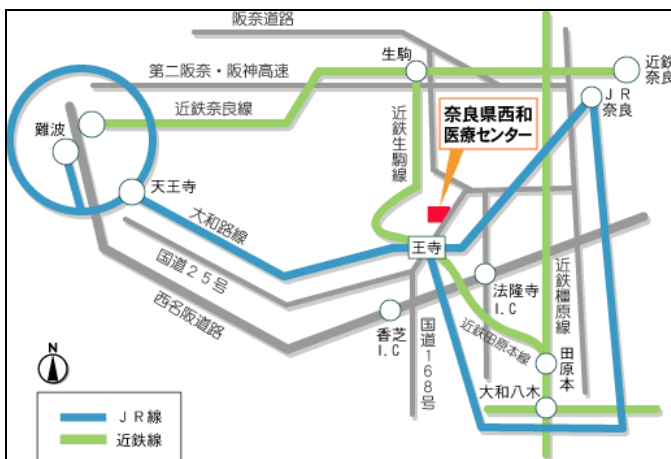 阪奈道路
生駒
近鉄
奈良
第二阪奈・阪神高速
JR
奈良
近鉄奈良線
難波
近鉄生駒線
奈良県西和
医療センター
天王寺
大和路線
王寺
国道25号
西名阪道路
香芝
I.C
国道168号
法隆寺
I.C
近鉄橿原線
近鉄田原本線
田原本
大和八木
N
JR線
近鉄線